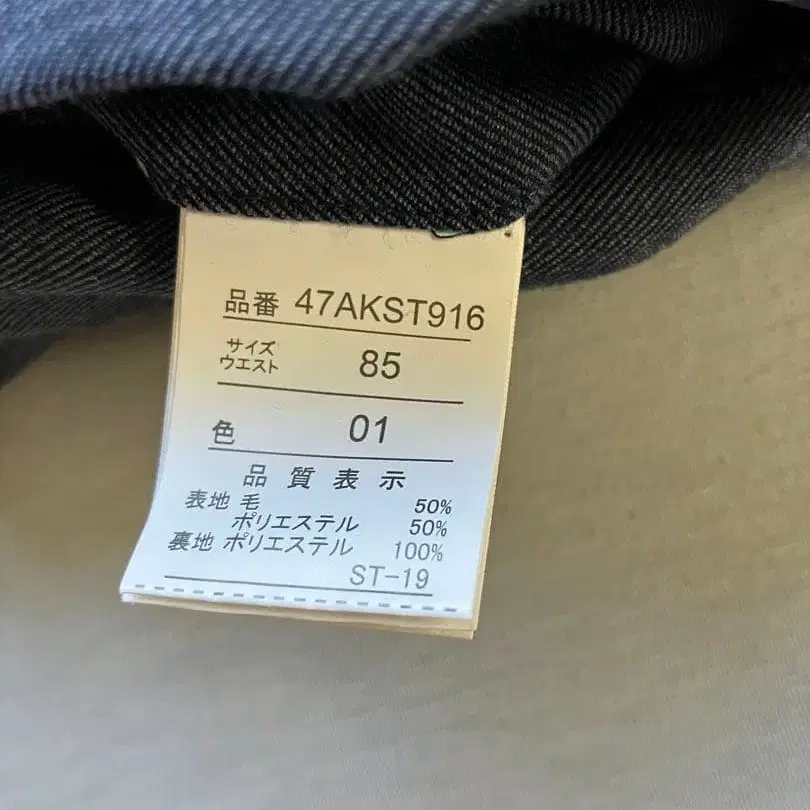 品番 47AKST916
サイズ
ウエスト 85
色 01
品質表示
表地 毛 50%
ポリエステル 50%
裏地 ポリエステル 100%
ST-19